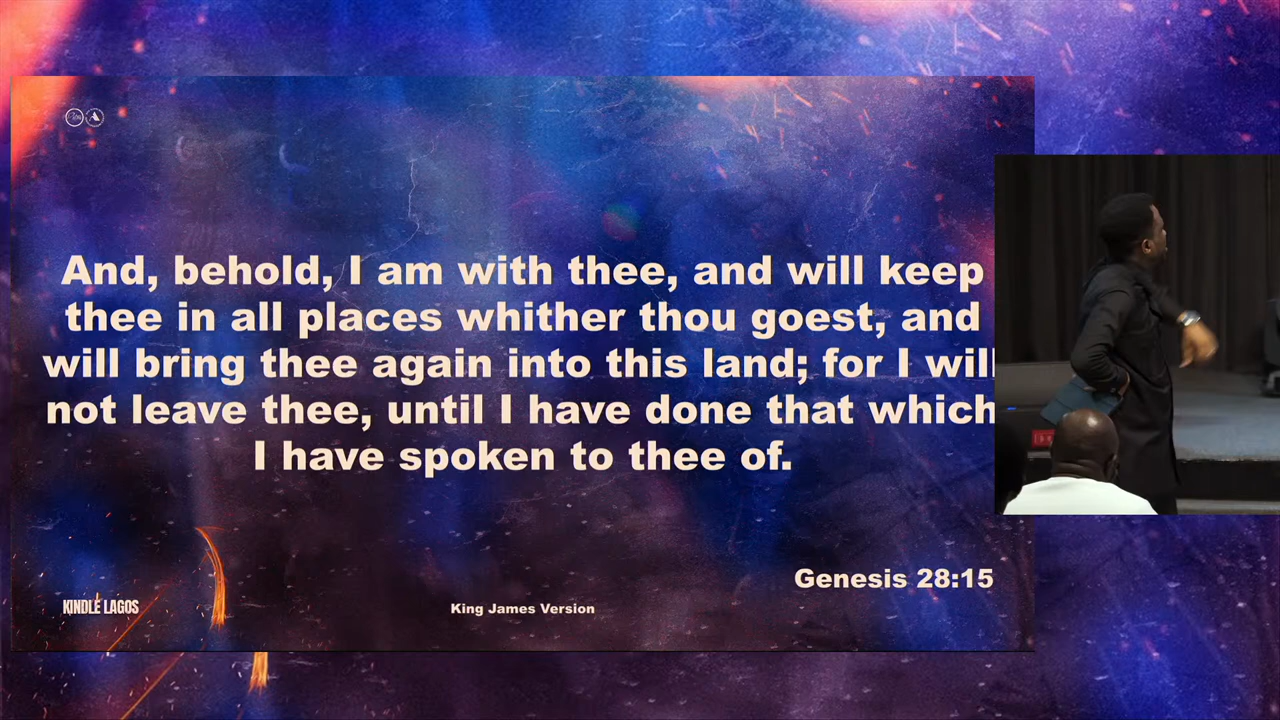 And, behold, I am with thee, and will keep
thee in all places whither thou goest, and
will bring thee again into this land; for I will
not leave thee, until I have done that which
I have spoken to thee of.
Genesis 28:15
KINDLE LAGOS
King James Version